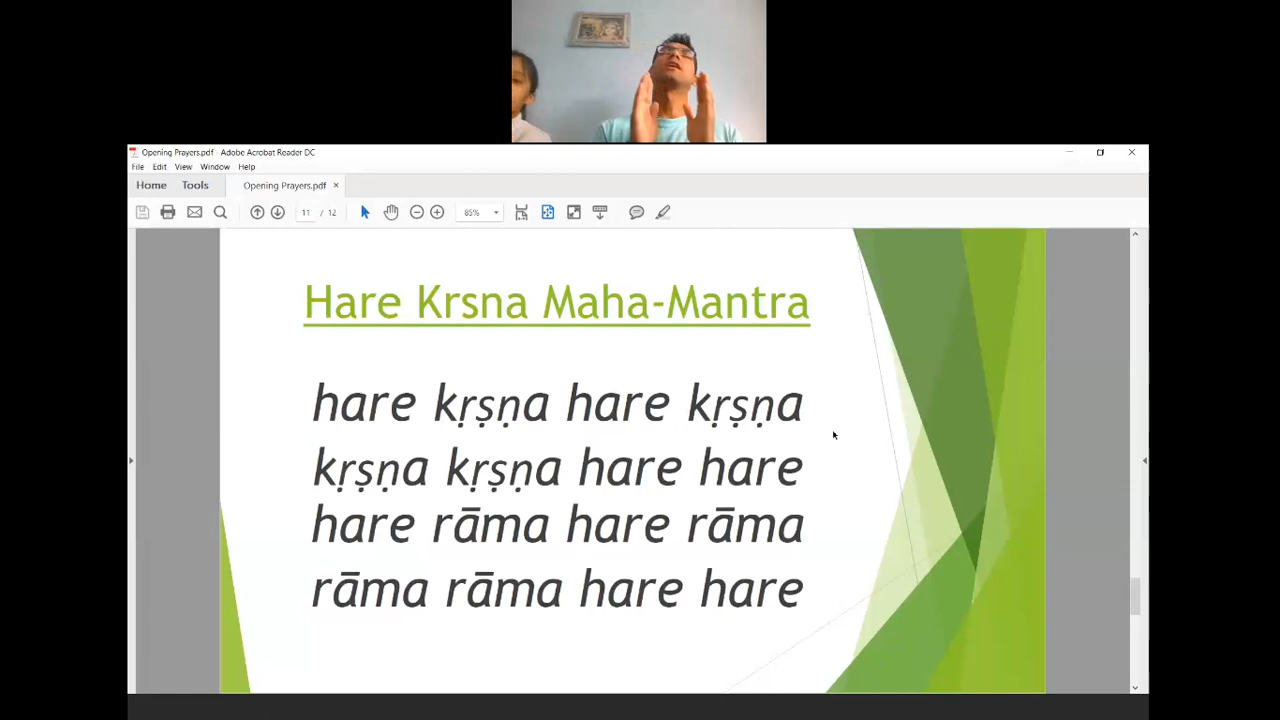 Opening Prayers.pdf - Adobe Acrobat Reader DC
File Edit View Window Help
Home Tools Opening Prayers.pdf ×
11 / 12 85%
Hare Krsna Maha-Mantra
hare kṛṣṇa hare kṛṣṇa
kṛṣṇa kṛṣṇa hare hare
hare rāma hare rāma
rāma rāma hare hare